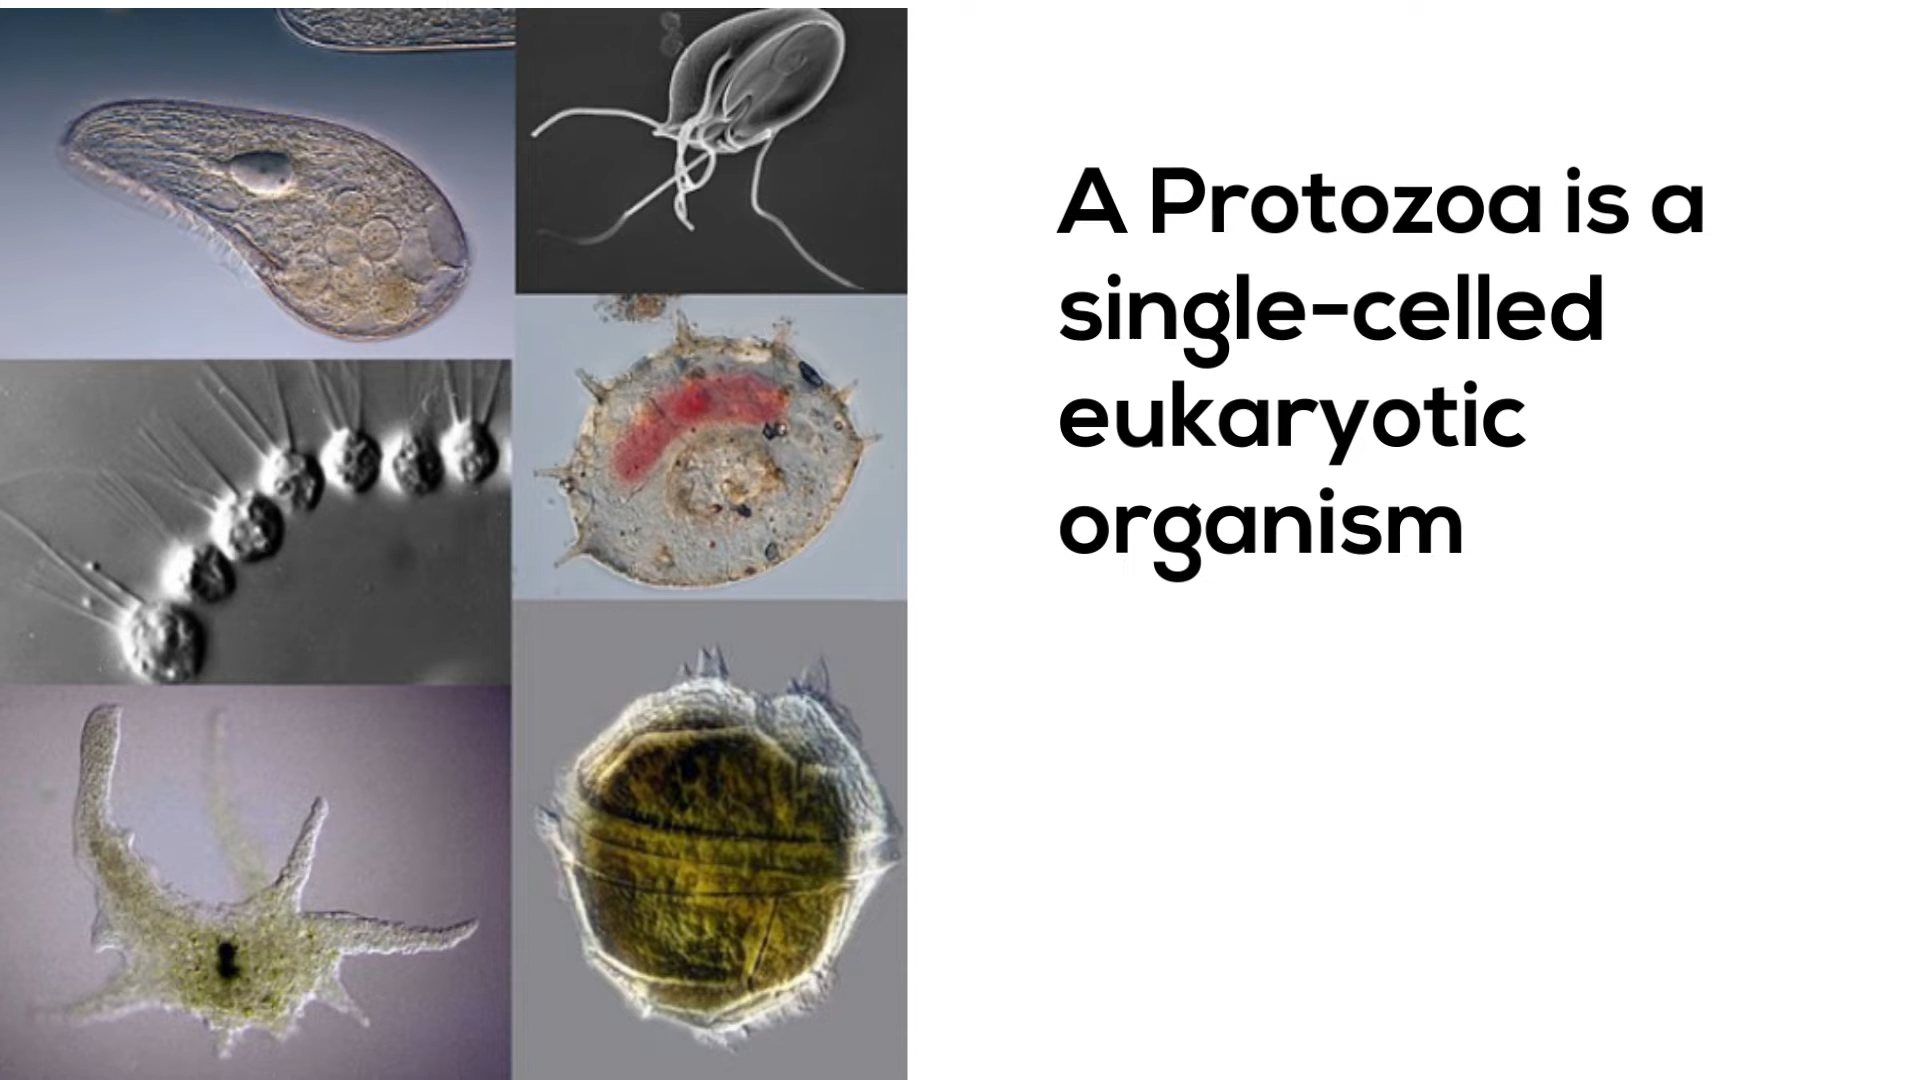 A Protozoa is a
single-celled
eukaryotic
organism